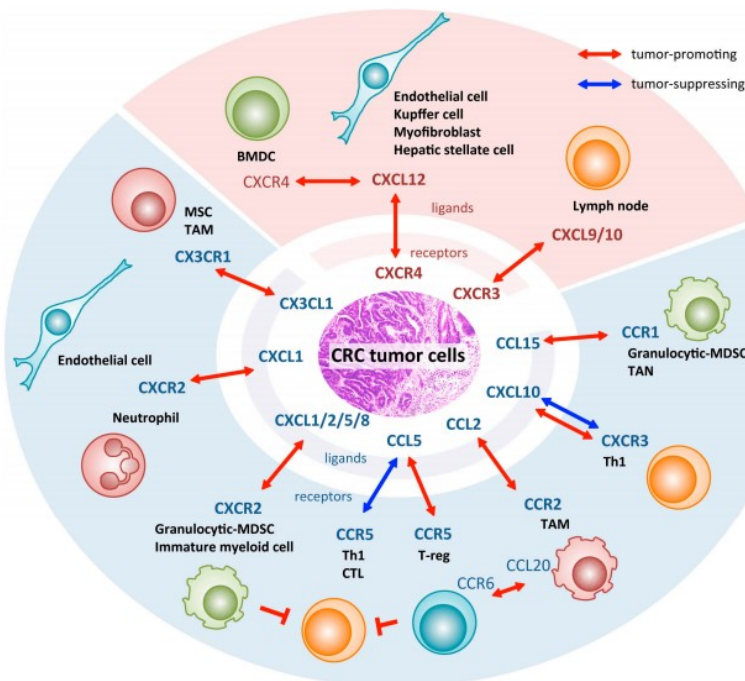 tumor-promoting
tumor-suppressing
Endothelial cell
Kupffer cell
Myofibroblast
Hepatic stellate cell
BMDC
CXCR4
CXCL12
Lymph node
ligands
CXCL9/10
receptors
CXCR4
CXCR3
MSC
TAM
CX3CR1
CX3CL1
Endothelial cell
CXCL1
CXCR2
Neutrophil
CRC tumor cells
CCL15
CCR1
Granulocytic-MDSC
TAN
CXCL10
CXCR3
Th1
CXCL1/2/5/8
CCL5
CCL2
ligands
receptors
CXCR2
Granulocytic-MDSC
Immature myeloid cell
CCR5
Th1
CTL
CCR5
T-reg
CCR2
TAM
CCR6
CCL20